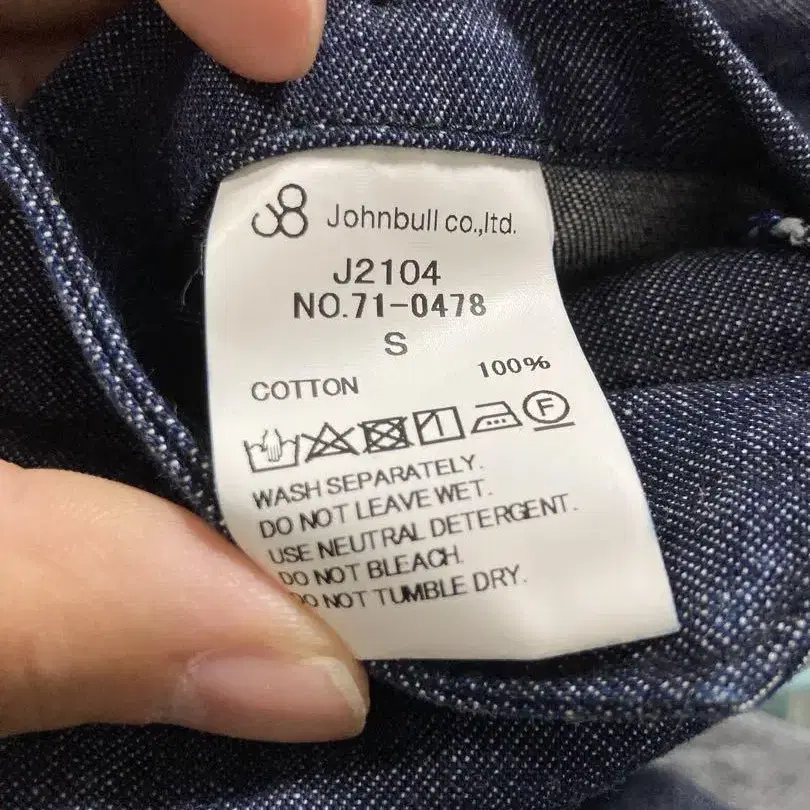 Johnbull co.,ltd.
J2104
NO.71-0478
S
COTTON 100%
F
WASH SEPARATELY.
DO NOT LEAVE WET.
USE NEUTRAL DETERGENT.
DO NOT BLEACH.
DO NOT TUMBLE DRY.